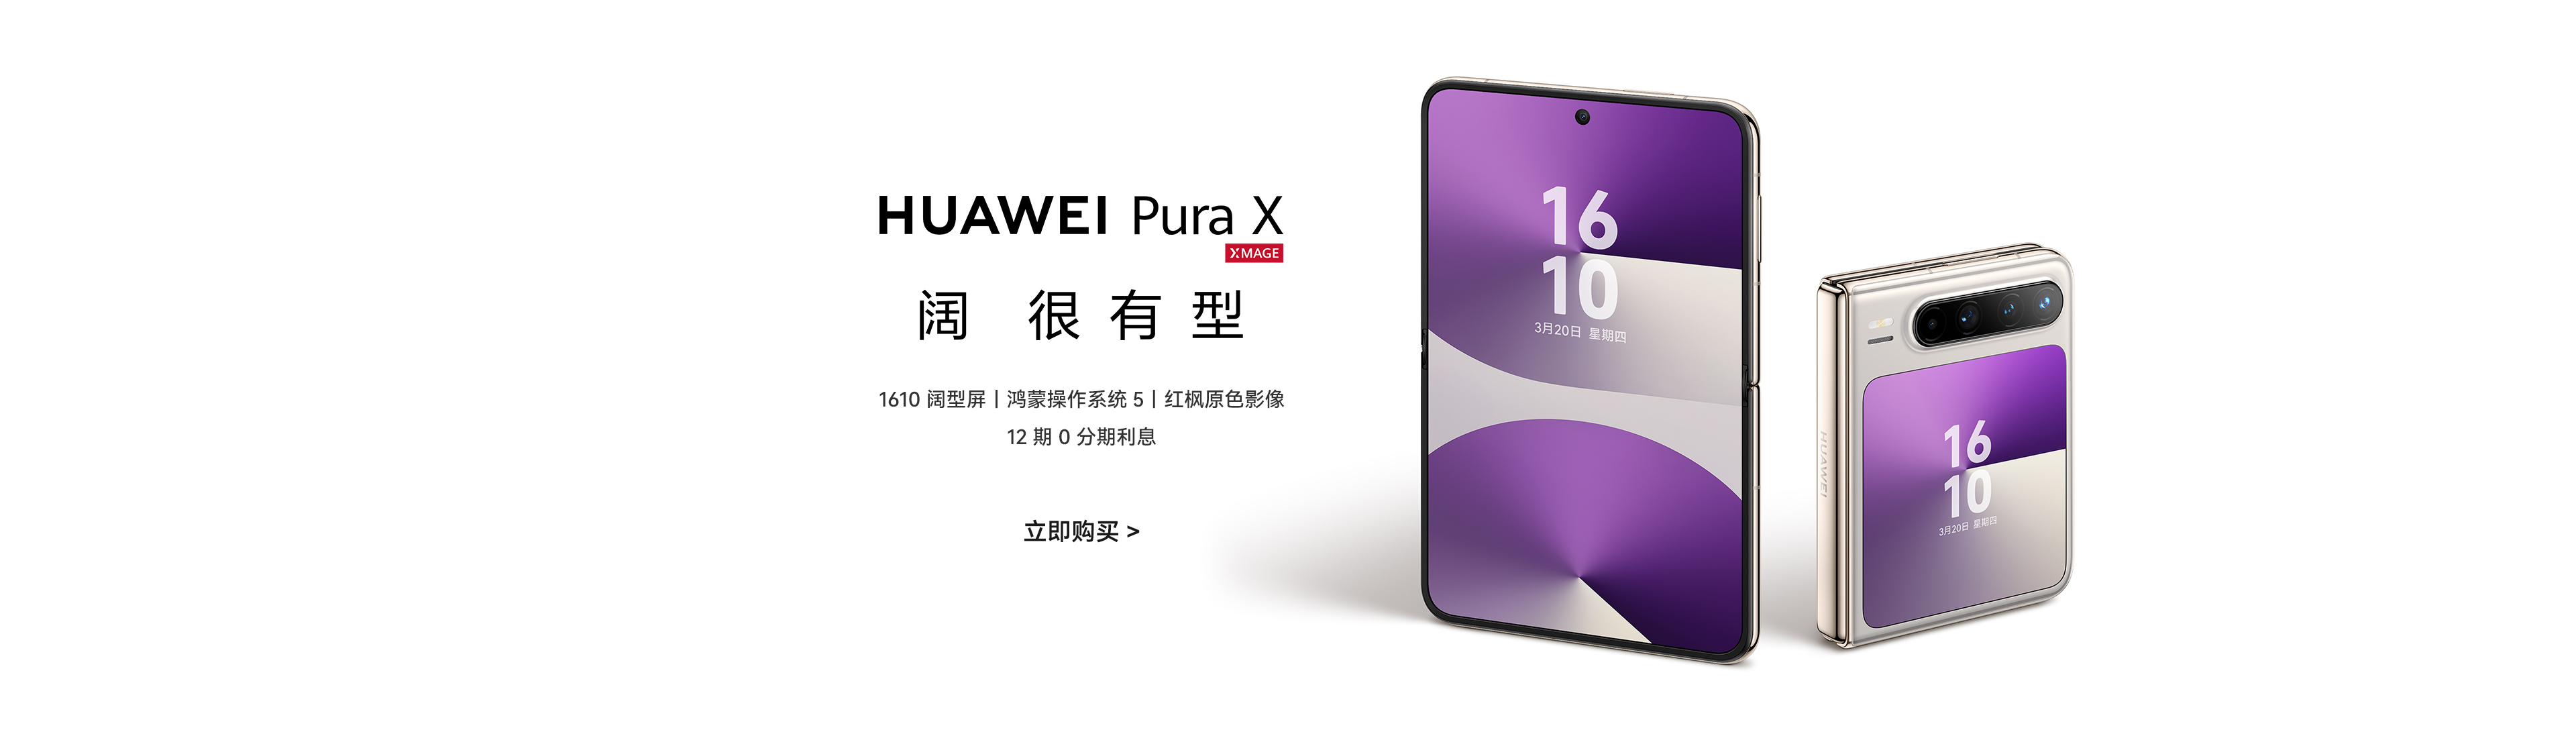 HUAWEI Pura X
XMAGE
阔 很有型
1610 阔型屏 | 鸿蒙操作系统 5 | 红枫原色影像
12 期 0 分期利息
立即购买 >
16
10
3月20日 星期四
HUAWEI
16
10
3月20日 星期四